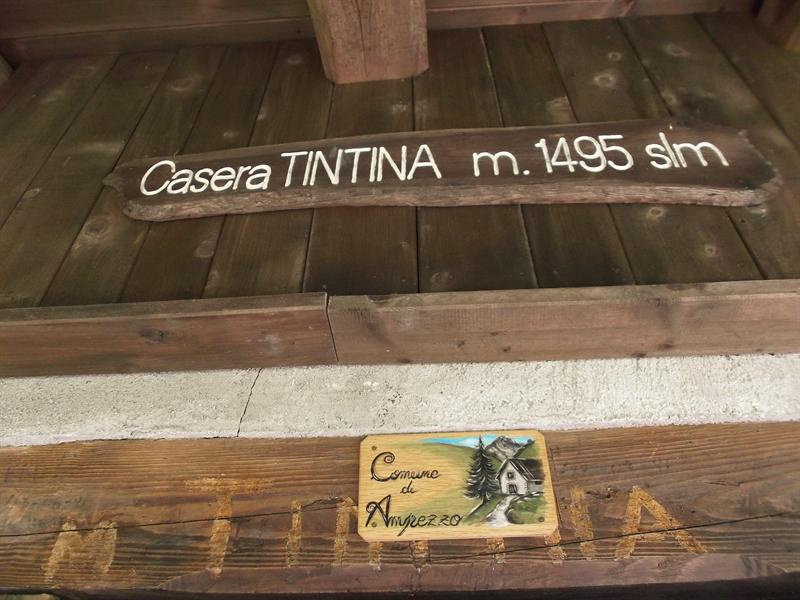 Casera TINTINA m. 1495 slm
Comune
di
Ampezzo